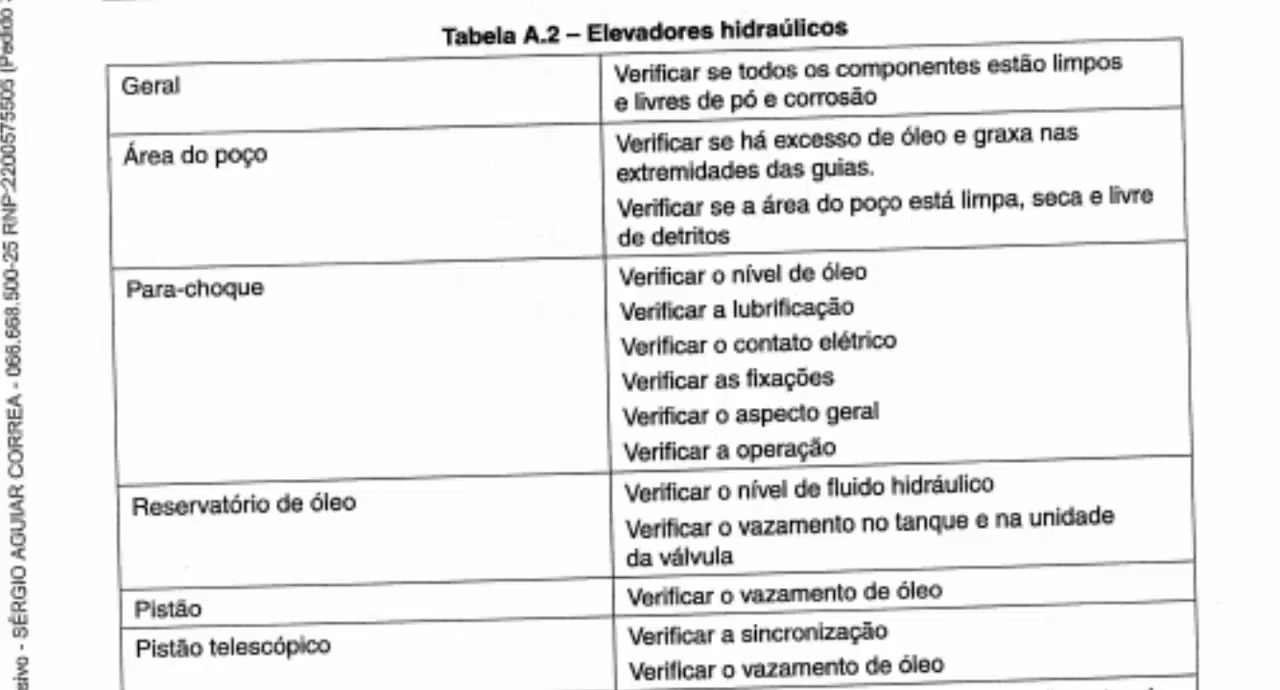 Tabela A.2 – Elevadores hidraúlicos
Geral
Verificar se todos os componentes estão limpos
e livres de pó e corrosão
Área do poço
Verificar se há excesso de óleo e graxa nas
extremidades das guias.
Verificar se a área do poço está limpa, seca e livre
de detritos
Para-choque
Verificar o nível de óleo
Verificar a lubrificação
Verificar o contato elétrico
Verificar as fixações
Verificar o aspecto geral
Verificar a operação
Reservatório de óleo
Verificar o nível de fluido hidráulico
Verificar o vazamento no tanque e na unidade
da válvula
Pistão
Verificar o vazamento de óleo
Pistão telescópico
Verificar a sincronização
Verificar o vazamento de óleo
sivo - SÉRGIO AGUIAR CORREA - 066.668.500-25 RNP-2200575505 (Pedido